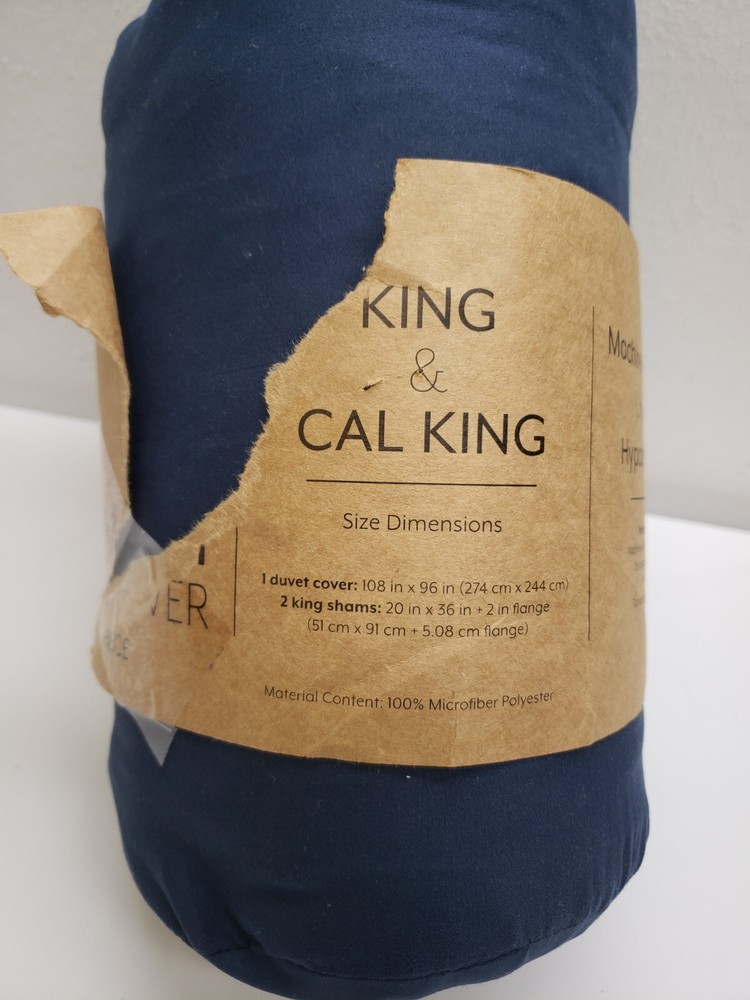 KING
&
CAL KING
Size Dimensions
1 duvet cover: 108 in x 96 in (274 cm x 244 cm)
2 king shams: 20 in x 36 in + 2 in flange
(51 cm x 91 cm + 5.08 cm flange)
Material Content: 100% Microfiber Polyester